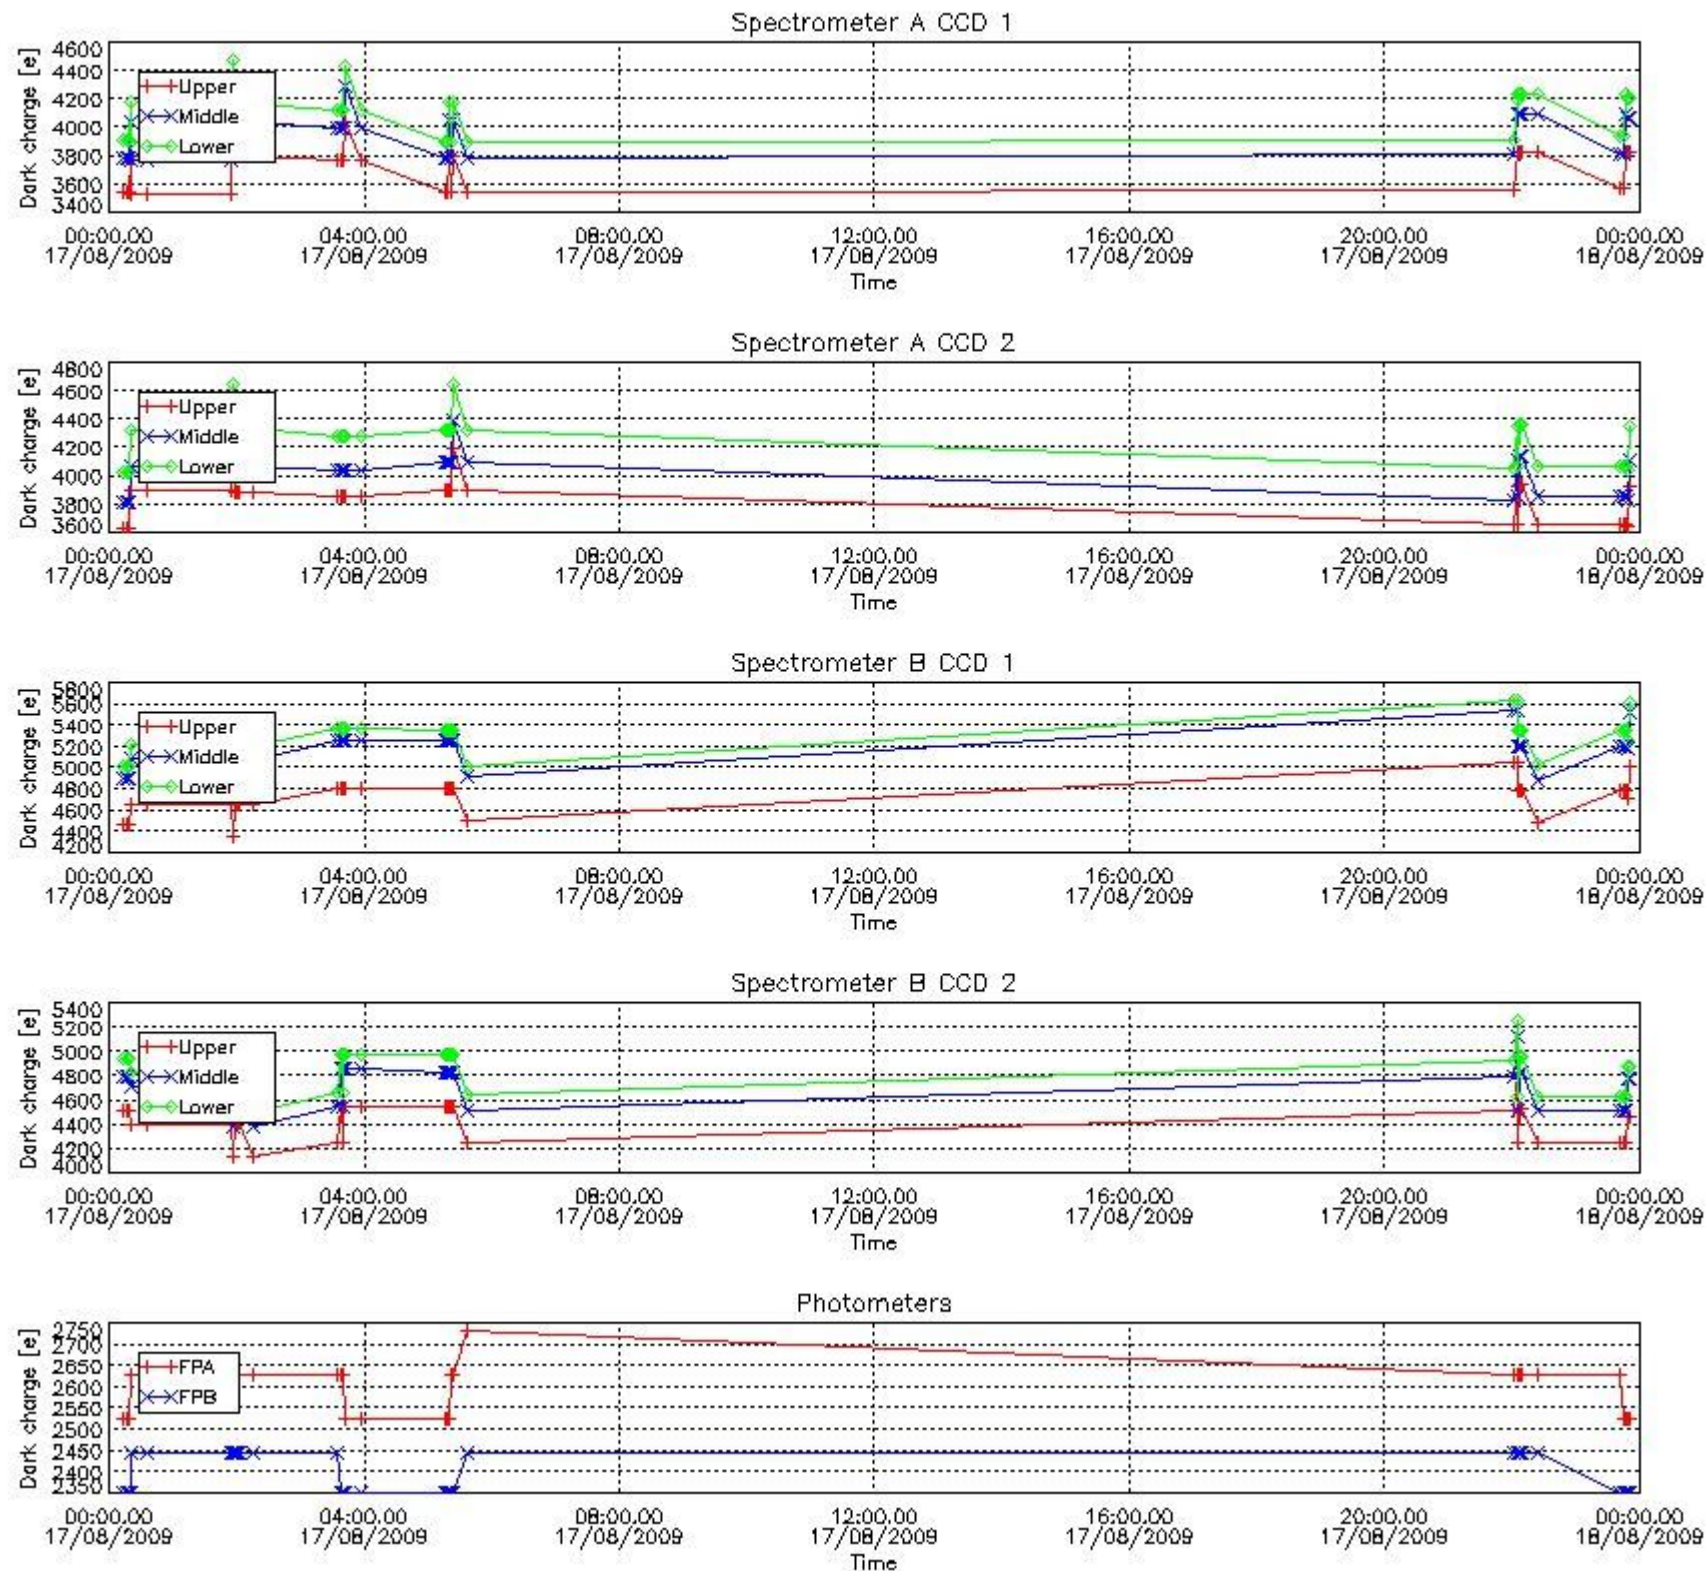 Spectrometer A CCD 1
Dark charge [e]
4600
4400
4200
4000
3800
3600
3400
Upper
Middle
Lower
00:00.00 04:00.00 08:00.00 12:00.00 16:00.00 20:00.00 00:00.00
17/08/2009 17/08/2009 17/08/2009 17/08/2009 17/08/2009 17/08/2009 18/08/2009
Time
Spectrometer A CCD 2
Dark charge [e]
4800
4600
4400
4200
4000
3800
3600
Upper
Middle
Lower
00:00.00 04:00.00 08:00.00 12:00.00 16:00.00 20:00.00 00:00.00
17/08/2009 17/08/2009 17/08/2009 17/08/2009 17/08/2009 17/08/2009 18/08/2009
Time
Spectrometer B CCD 1
Dark charge [e]
5800
5600
5400
5200
5000
4800
4600
4400
4200
Upper
Middle
Lower
00:00.00 04:00.00 08:00.00 12:00.00 16:00.00 20:00.00 00:00.00
17/08/2009 17/08/2009 17/08/2009 17/08/2009 17/08/2009 17/08/2009 18/08/2009
Time
Spectrometer B CCD 2
Dark charge [e]
5400
5200
5000
4800
4600
4400
4200
4000
Upper
Middle
Lower
00:00.00 04:00.00 08:00.00 12:00.00 16:00.00 20:00.00 00:00.00
17/08/2009 17/08/2009 17/08/2009 17/08/2009 17/08/2009 17/08/2009 18/08/2009
Time
Photometers
Dark charge [e]
2750
2700
2650
2600
2550
2500
2450
2400
2350
FPA
FPB
00:00.00 04:00.00 08:00.00 12:00.00 16:00.00 20:00.00 00:00.00
17/08/2009 17/08/2009 17/08/2009 17/08/2009 17/08/2009 17/08/2009 18/08/2009
Time